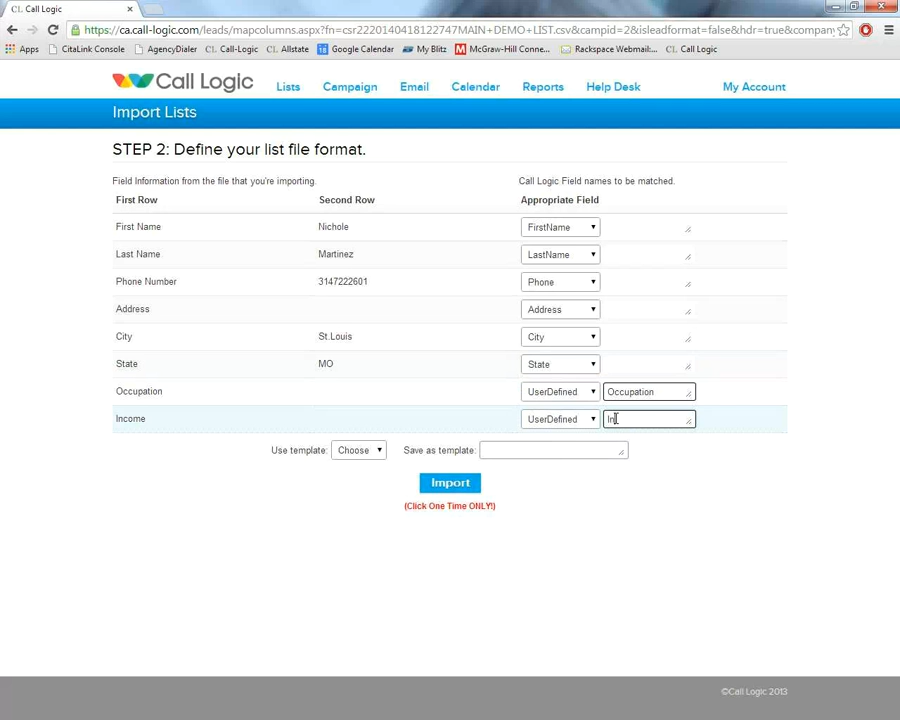 CL Call Logic
https://ca.call-logic.com/leads/mapcolumns.aspx?fn=csr2220140418122747MAIN+DEMO+LIST.csv&campid=2&isleadformat=false&hdr=true&company
Apps CitaLink Console AgencyDialer CL Call-Logic CL Allstate 18 Google Calendar My Blitz M McGraw-Hill Conne... Rackspace Webmail:... CL Call Logic
Call Logic Lists Campaign Email Calendar Reports Help Desk My Account
Import Lists
STEP 2: Define your list file format.
Field Information from the file that you're importing. Call Logic Field names to be matched.
First Row Second Row Appropriate Field
First Name Nichole FirstName
Last Name Martinez LastName
Phone Number 3147222601 Phone
Address Address
City St.Louis City
State MO State
Occupation UserDefined Occupation
Income UserDefined In
Use template: Choose Save as template:
Import
(Click One Time ONLY!)
©Call Logic 2013